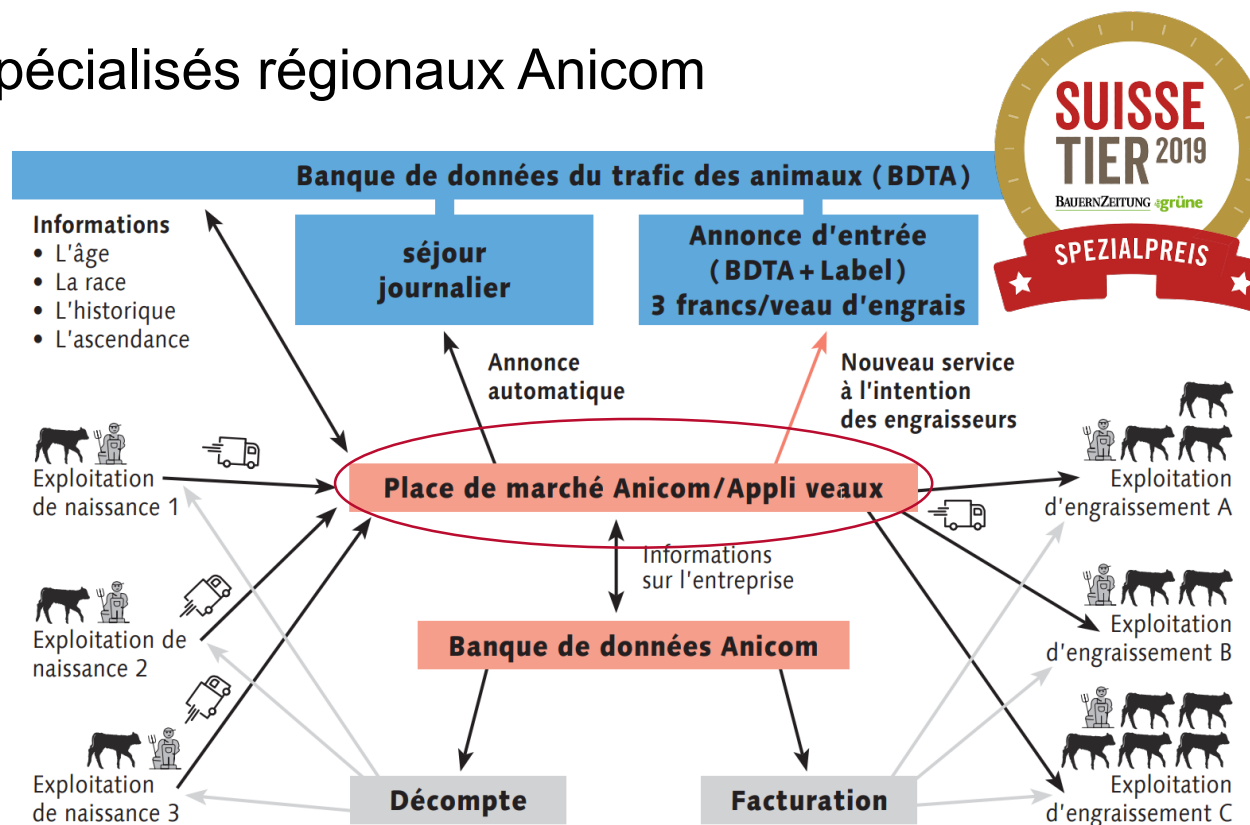 pécialisés régionaux Anicom
SUISSE
TIER 2019
BAUERNZEITUNG grüne
SPEZIALPREIS
Banque de données du trafic des animaux (BDTA)
Informations
• L'âge
• La race
• L'historique
• L'ascendance
séjour
journalier
Annonce d'entrée
(BDTA+Label)
3 francs/veau d'engrais
Annonce
automatique
Nouveau service
à l'intention
des engraisseurs
Exploitation
de naissance 1
Place de marché Anicom/Appli veaux
Exploitation
d'engraissement A
Informations
sur l'entreprise
Exploitation de
naissance 2
Banque de données Anicom
Exploitation
d'engraissement B
Exploitation
de naissance 3
Décompte
Facturation
Exploitation
d'engraissement C